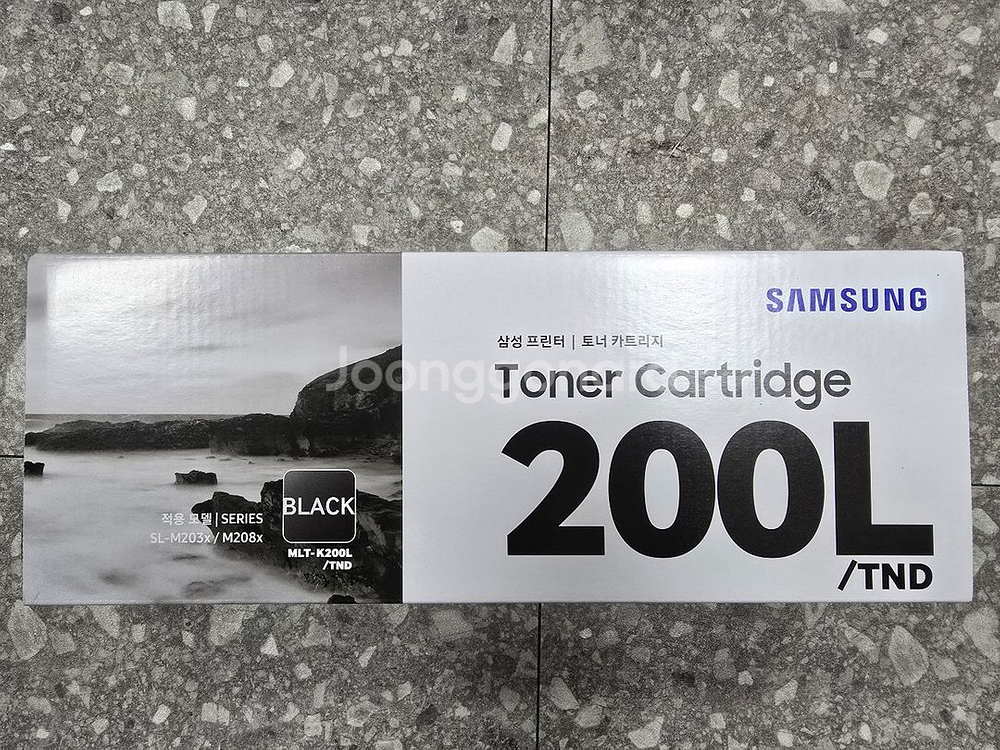 SAMSUNG
삼성 프린터 | 토너 카트리지
Toner Cartridge
200L
/TND
BLACK
적용 모델 | SERIES
SL-M203x / M208x
MLT-K200L
/TND